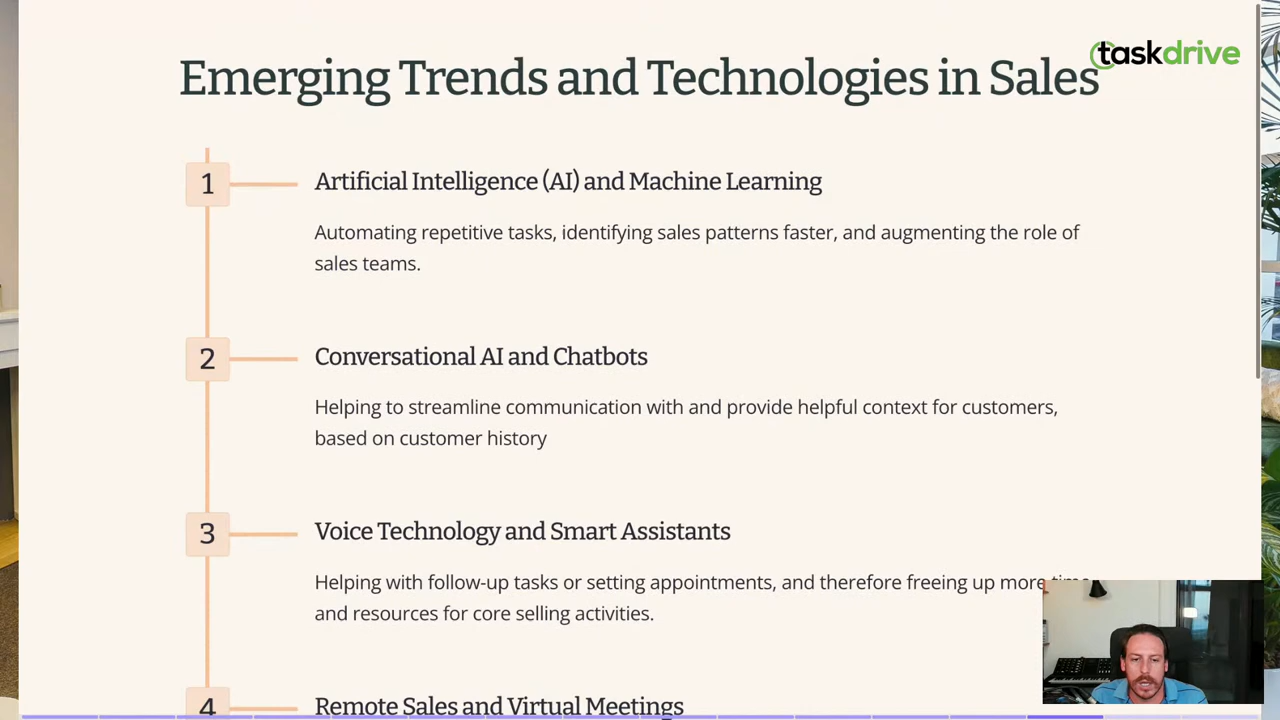 taskdrive
Emerging Trends and Technologies in Sales
1
Artificial Intelligence (AI) and Machine Learning
Automating repetitive tasks, identifying sales patterns faster, and augmenting the role of
sales teams.
2
Conversational AI and Chatbots
Helping to streamline communication with and provide helpful context for customers,
based on customer history
3
Voice Technology and Smart Assistants
Helping with follow-up tasks or setting appointments, and therefore freeing up more time
and resources for core selling activities.
4
Remote Sales and Virtual Meetings